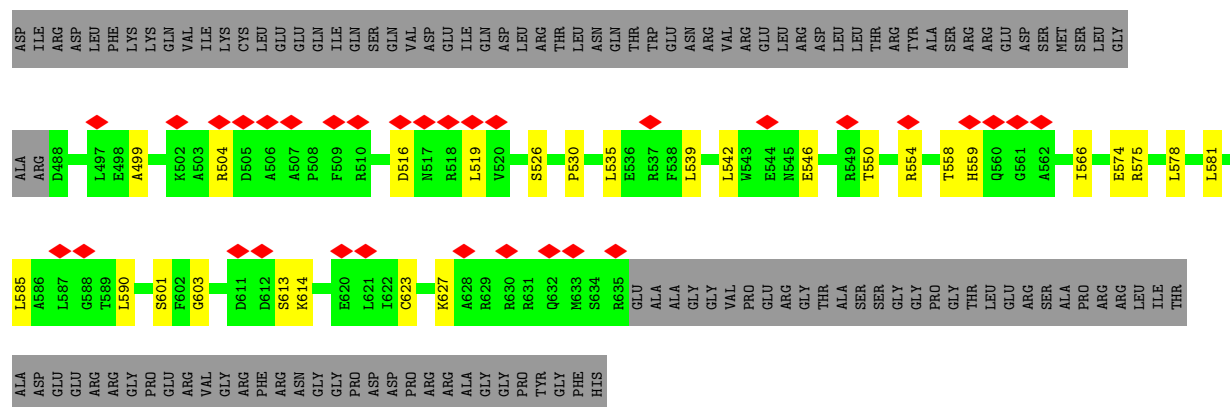 ASP ILE ARG ASP LEU PHE LYS LYS GLN VAL ILE LYS CYS LEU GLU GLU GLN ILE GLN SER GLN VAL ASP GLU ILE GLN ASP LEU ARG THR LEU ASN GLN THR TRP GLU ASN ARG VAL ARG GLU LEU ARG ASP LEU LEU THR ARG TYR ALA SER ARG ARG GLU ASP SER MET SER LEU GLY
ALA ARG D488 L497 E498 A499 K502 A503 R504 D505 A506 A507 P508 F509 R510 D516 N517 R518 L519 V520 S526 P530 L535 E536 R537 F538 L539 L542 W543 E544 N545 E546 R549 T550 R554 T558 H559 Q560 G561 A562 I566 E574 R575 L578 L581
L585 A586 L587 G588 T589 L590 S601 F602 G603 D611 D612 S613 K614 E620 L621 I622 C623 K627 A628 R629 R630 R631 Q632 M633 S634 R635 GLU ALA ALA GLY GLY VAL PRO GLU ARG GLY THR ALA SER SER GLY GLY PRO GLY THR LEU GLU ARG SER ALA PRO ARG ARG LEU ILE THR
ALA ASP GLU GLU ARG ARG GLY PRO GLU ARG VAL GLY ARG PHE ARG ASN GLY GLY PRO ASP ASP PRO ARG ARG ALA GLY GLY PRO TYR GLY PHE HIS